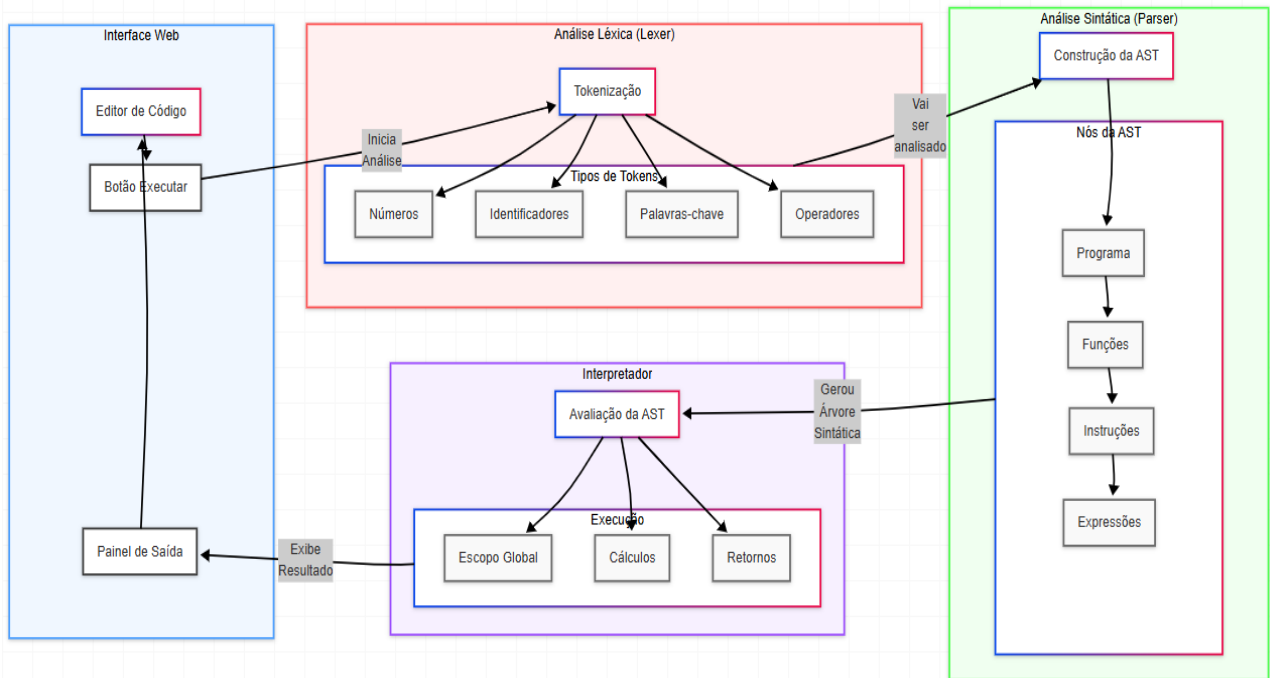 Interface Web
Editor de Código
Botão Executar
Painel de Saída
Inicia
Análise
Análise Léxica (Lexer)
Tokenização
Tipos de Tokens
Números
Identificadores
Palavras-chave
Operadores
Vai
ser
analisado
Análise Sintática (Parser)
Construção da AST
Nós da AST
Programa
Funções
Instruções
Expressões
Gerou
Árvore
Sintática
Interpretador
Avaliação da AST
Execução
Escopo Global
Cálculos
Retornos
Exibe
Resultado